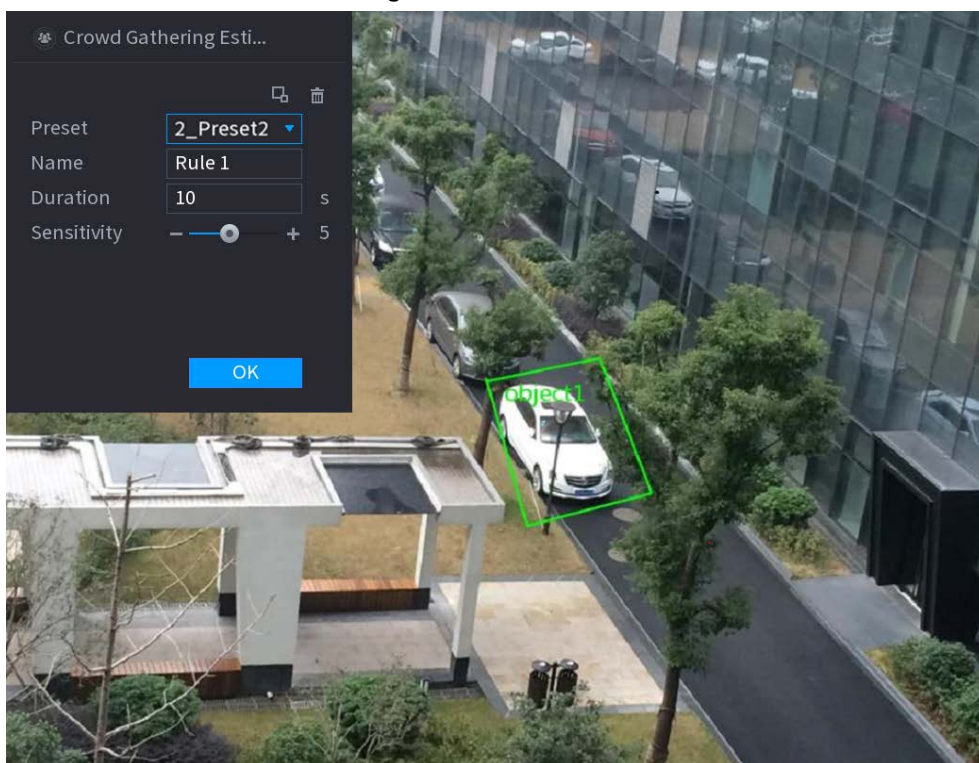 Crowd Gathering Esti...
Preset 2_Preset2
Name Rule 1
Duration 10 s
Sensitivity 5
OK
object1